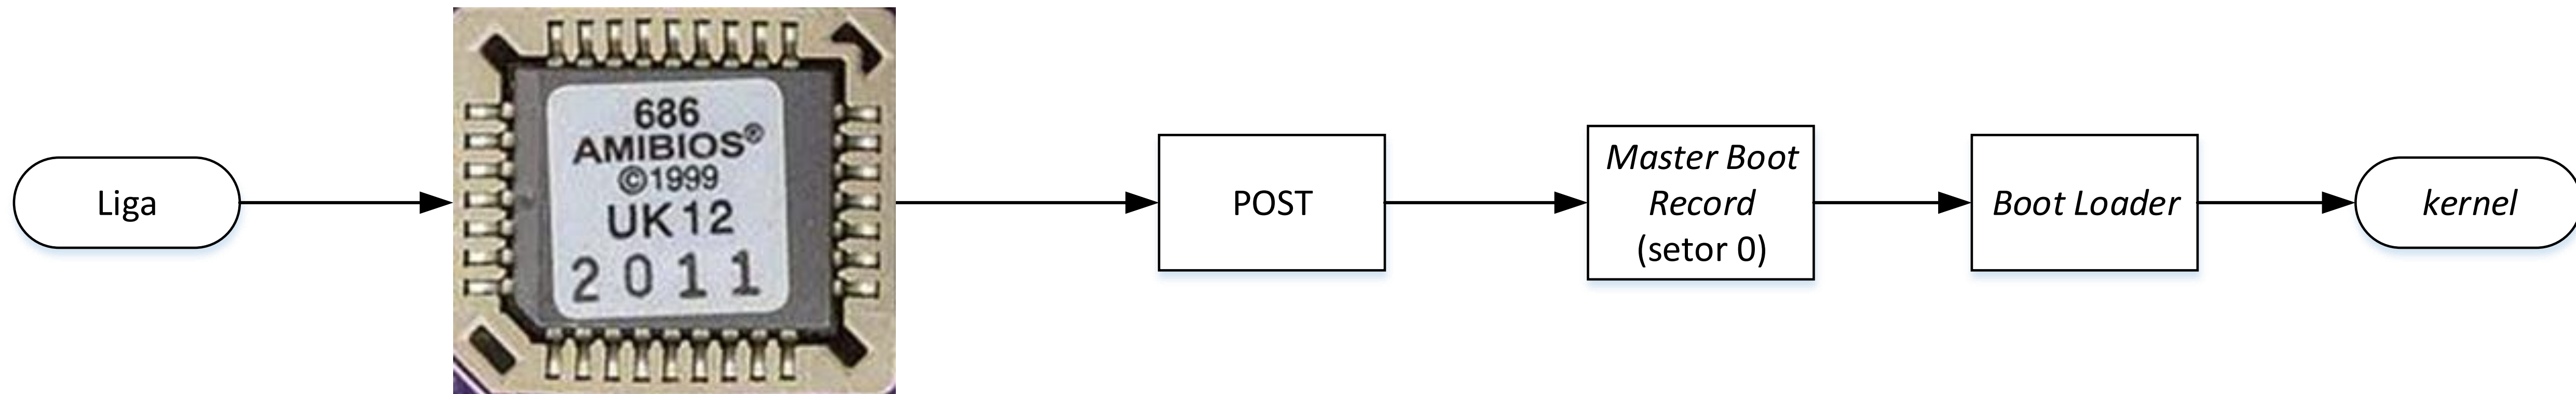 Liga
686
AMIBIOS®
©1999
UK12
2011
POST
Master Boot
Record
(setor 0)
Boot Loader
kernel